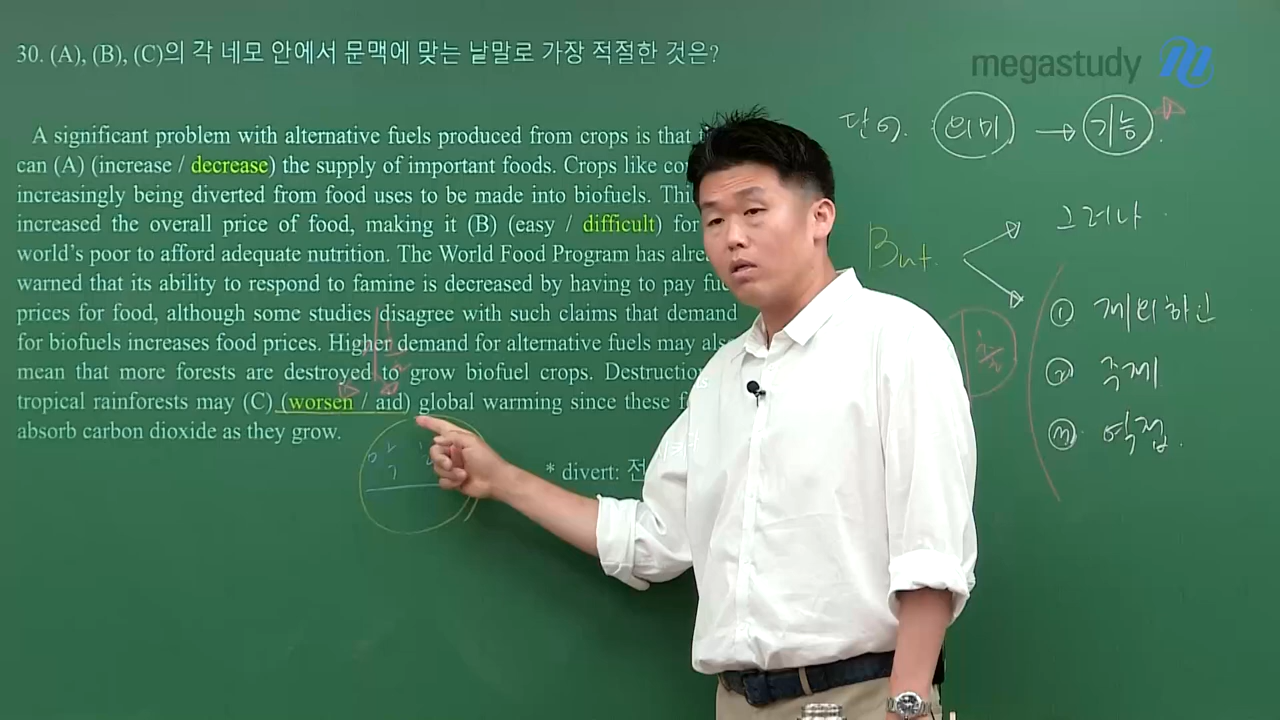 30. (A), (B), (C)의 각 네모 안에서 문맥에 맞는 낱말로 가장 적절한 것은?
megastudy
A significant problem with alternative fuels produced from crops is that
can (A) (increase / decrease) the supply of important foods. Crops like
increasingly being diverted from food uses to be made into biofuels.
increased the overall price of food, making it (B) (easy / difficult) for
world's poor to afford adequate nutrition. The World Food Program has
warned that its ability to respond to famine is decreased by having to pay
prices for food, although some studies disagree with such claims that demand
for biofuels increases food prices. Higher demand for alternative fuels may
mean that more forests are destroyed to grow biofuel crops.
tropical rainforests may (C) (worsen / aid) global warming since these
absorb carbon dioxide as they grow.
* divert:
단어. 의미 → 기능
But.
그러나
① 제외하고
② 주제
③ 역접.